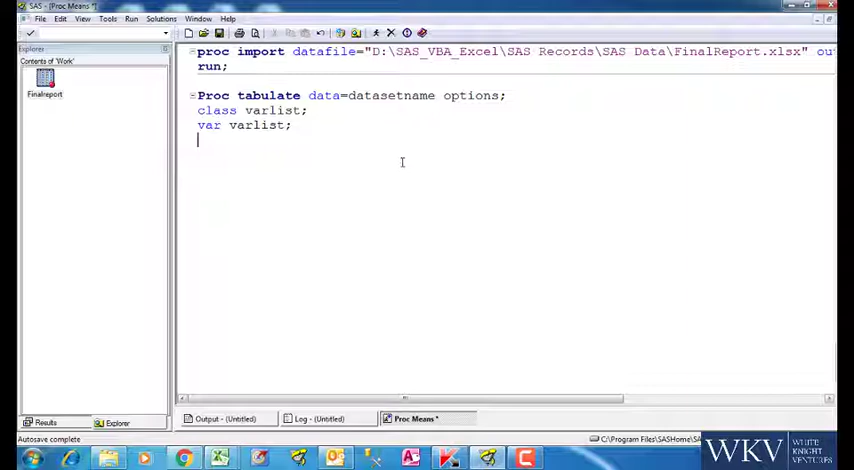 SAS - [Proc Means *]
File Edit View Tools Run Solutions Window Help
Explorer
Contents of 'Work'
Finalreport
proc import datafile="D:\SAS_VBA_Excel\SAS Records\SAS Data\FinalReport.xlsx" ou
run;
Proc tabulate data=datasetname options;
class varlist;
var varlist;
Results Explorer
Output - (Untitled) Log - (Untitled) Proc Means *
Autosave complete
C:\Program Files\SASHome\SAS
WKV WHITE KNIGHT VENTURES